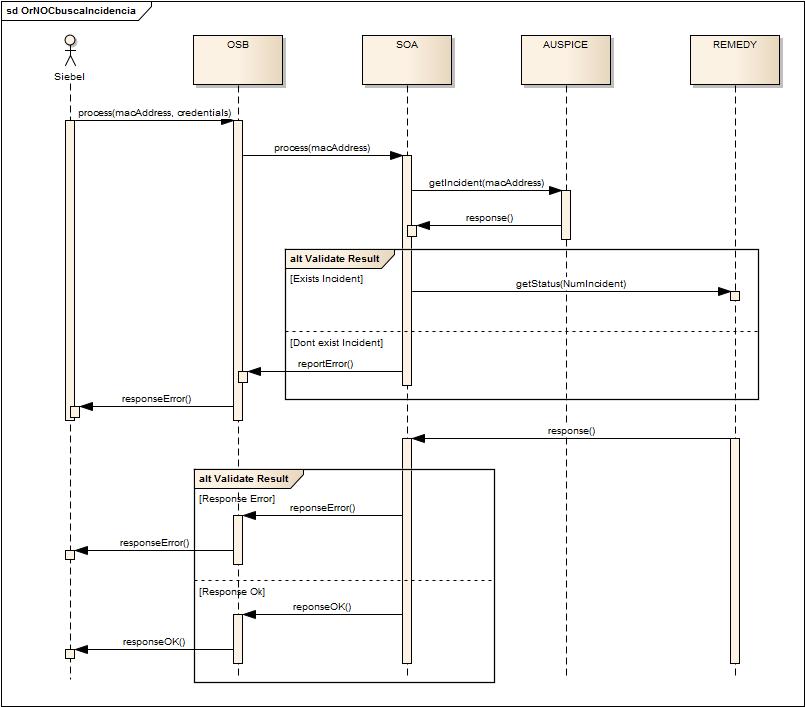 sd OrNOCbuscaIncidencia
OSB
SOA
AUSPICE
REMEDY
Siebel
process(macAddress, credentials)
process(macAddress)
getIncident(macAddress)
response()
alt Validate Result
[Exists Incident]
getStatus(NumIncident)
[Dont exist Incident]
reportError()
responseError()
response()
alt Validate Result
[Response Error]
reponseError()
responseError()
[Response Ok]
reponseOK()
responseOK()